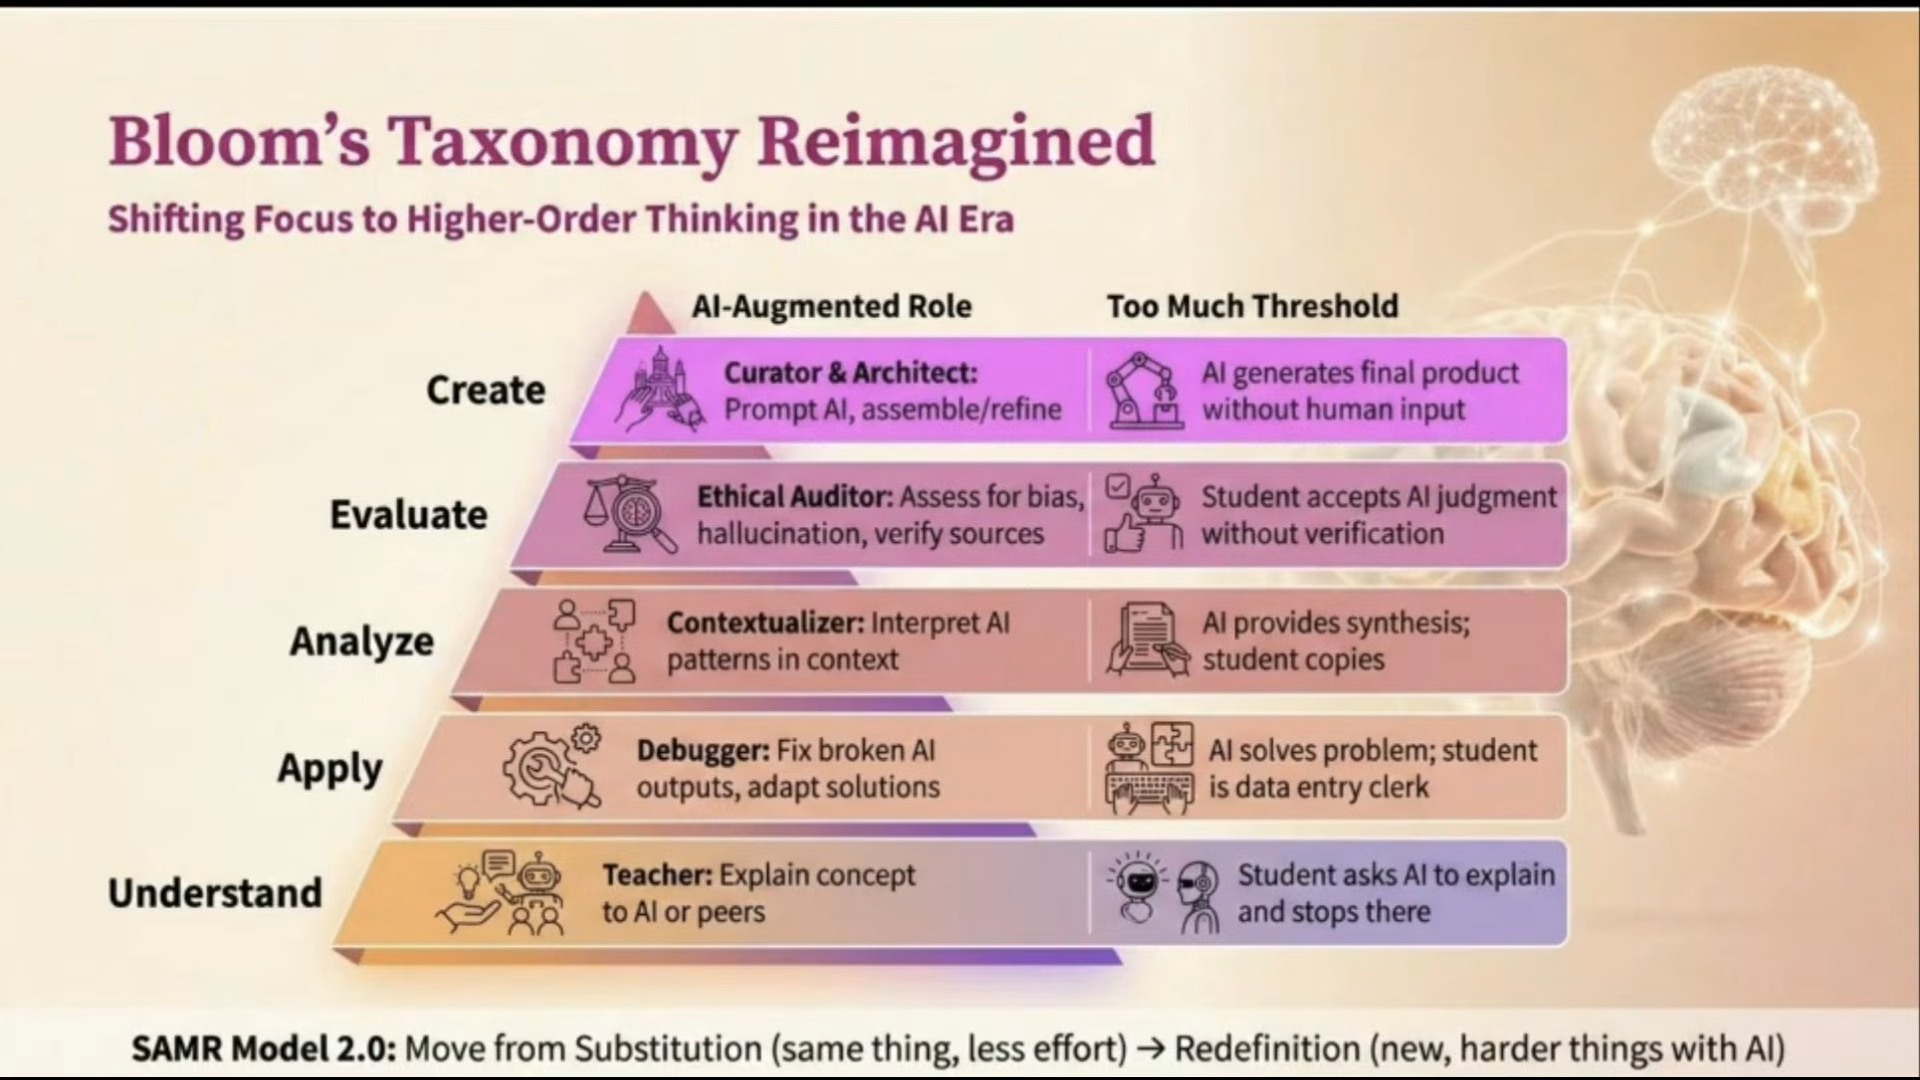 Bloom’s Taxonomy Reimagined
Shifting Focus to Higher-Order Thinking in the AI Era
AI-Augmented Role
Too Much Threshold
Create
Curator & Architect:
Prompt AI, assemble/refine
AI generates final product
without human input
Evaluate
Ethical Auditor: Assess for bias,
hallucination, verify sources
Student accepts AI judgment
without verification
Analyze
Contextualizer: Interpret AI
patterns in context
AI provides synthesis;
student copies
Apply
Debugger: Fix broken AI
outputs, adapt solutions
AI solves problem; student
is data entry clerk
Understand
Teacher: Explain concept
to AI or peers
Student asks AI to explain
and stops there
SAMR Model 2.0: Move from Substitution (same thing, less effort) → Redefinition (new, harder things with AI)